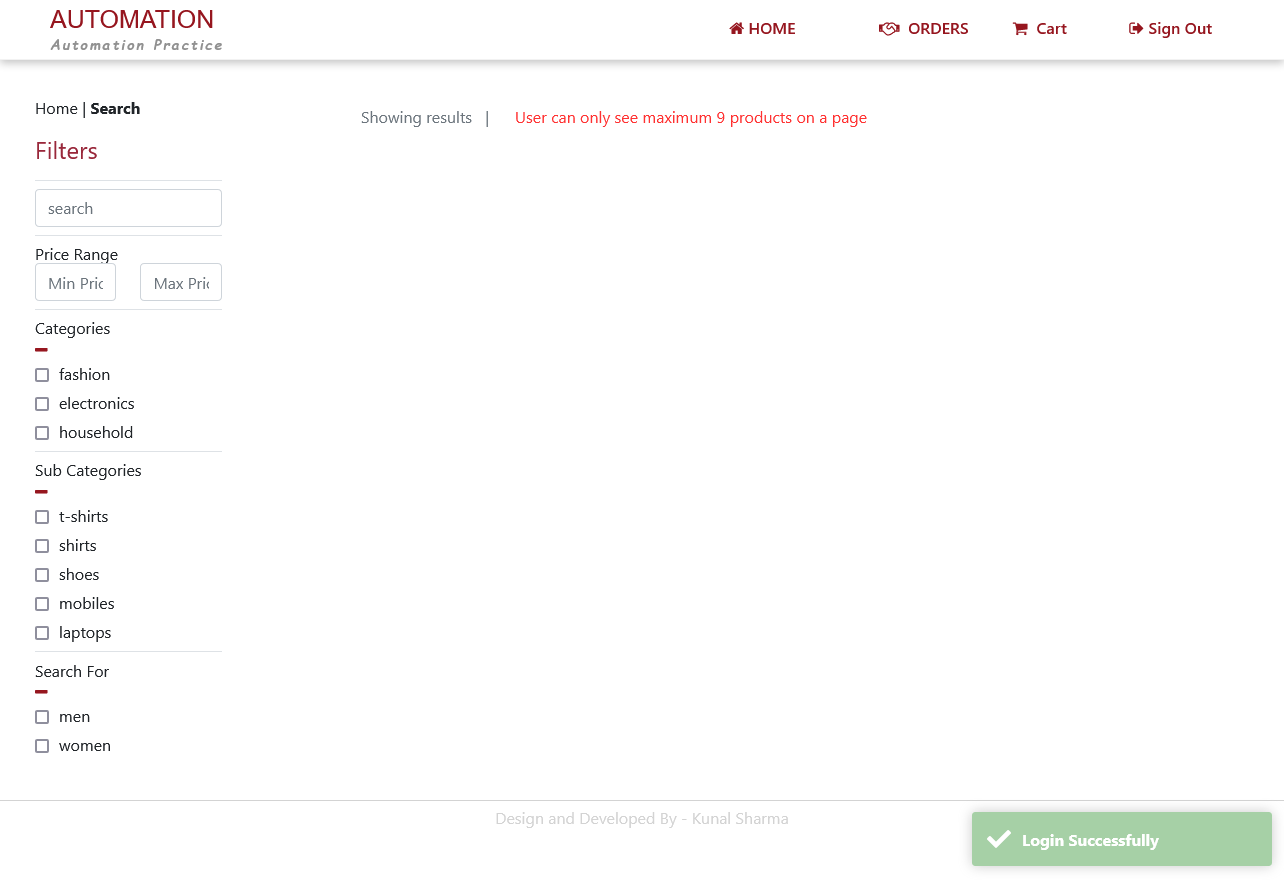 AUTOMATION
Automation Practice
HOME
ORDERS
Cart
Sign Out
Home | Search
Showing results |
User can only see maximum 9 products on a page
Filters
search
Price Range
Min Pric
Max Pric
Categories
fashion
electronics
household
Sub Categories
t-shirts
shirts
shoes
mobiles
laptops
Search For
men
women
Design and Developed By - Kunal Sharma
Login Successfully